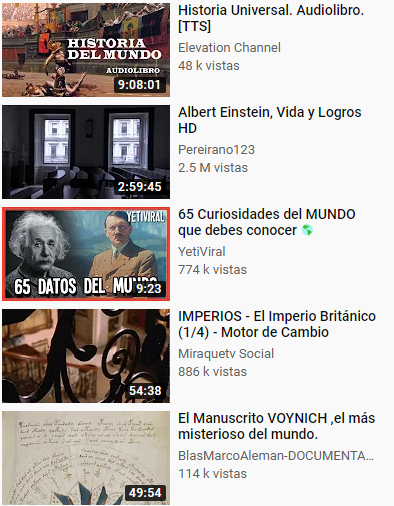 HISTORIA
DEL MUNDO
AUDIOLIBRO
9:08:01
Historia Universal. Audiolibro.
[TTS]
Elevation Channel
48 k vistas
2:59:45
Albert Einstein, Vida y Logros
HD
Pereirano123
2.5 M vistas
YETIVIRAL
65 DATOS DEL MUNDO
9:23
65 Curiosidades del MUNDO
que debes conocer 🌎
YetiViral
774 k vistas
54:38
IMPERIOS - El Imperio Británico
(1/4) - Motor de Cambio
Miraquetv Social
886 k vistas
49:54
El Manuscrito VOYNICH ,el más
misterioso del mundo.
BlasMarcoAleman-DOCUMENTA...
114 k vistas